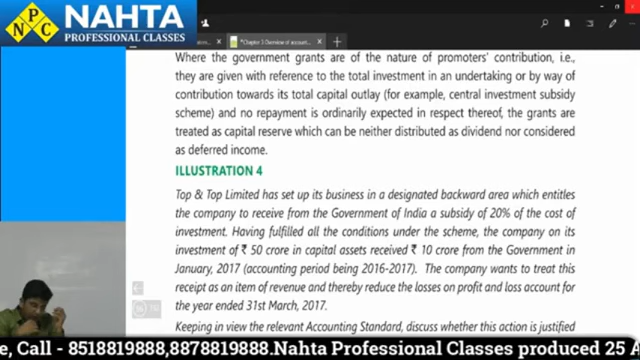 NPC
NAHTA
PROFESSIONAL CLASSES
"Chapter 3 Overview of account
Where the government grants are of the nature of promoters' contribution, i.e.,
they are given with reference to the total investment in an undertaking or by way of
contribution towards its total capital outlay (for example, central investment subsidy
scheme) and no repayment is ordinarily expected in respect thereof, the grants are
treated as capital reserve which can be neither distributed as dividend nor considered
as deferred income.
ILLUSTRATION 4
Top & Top Limited has set up its business in a designated backward area which entitles
the company to receive from the Government of India a subsidy of 20% of the cost of
investment. Having fulfilled all the conditions under the scheme, the company on its
investment of ₹ 50 crore in capital assets received ₹ 10 crore from the Government in
January, 2017 (accounting period being 2016-2017). The company wants to treat this
receipt as an item of revenue and thereby reduce the losses on profit and loss account for
the year ended 31st March, 2017.
Keeping in view the relevant Accounting Standard, discuss whether this action is justified
e, Call - 8518819888,8878819888.Nahta Professional Classes produced 25 A